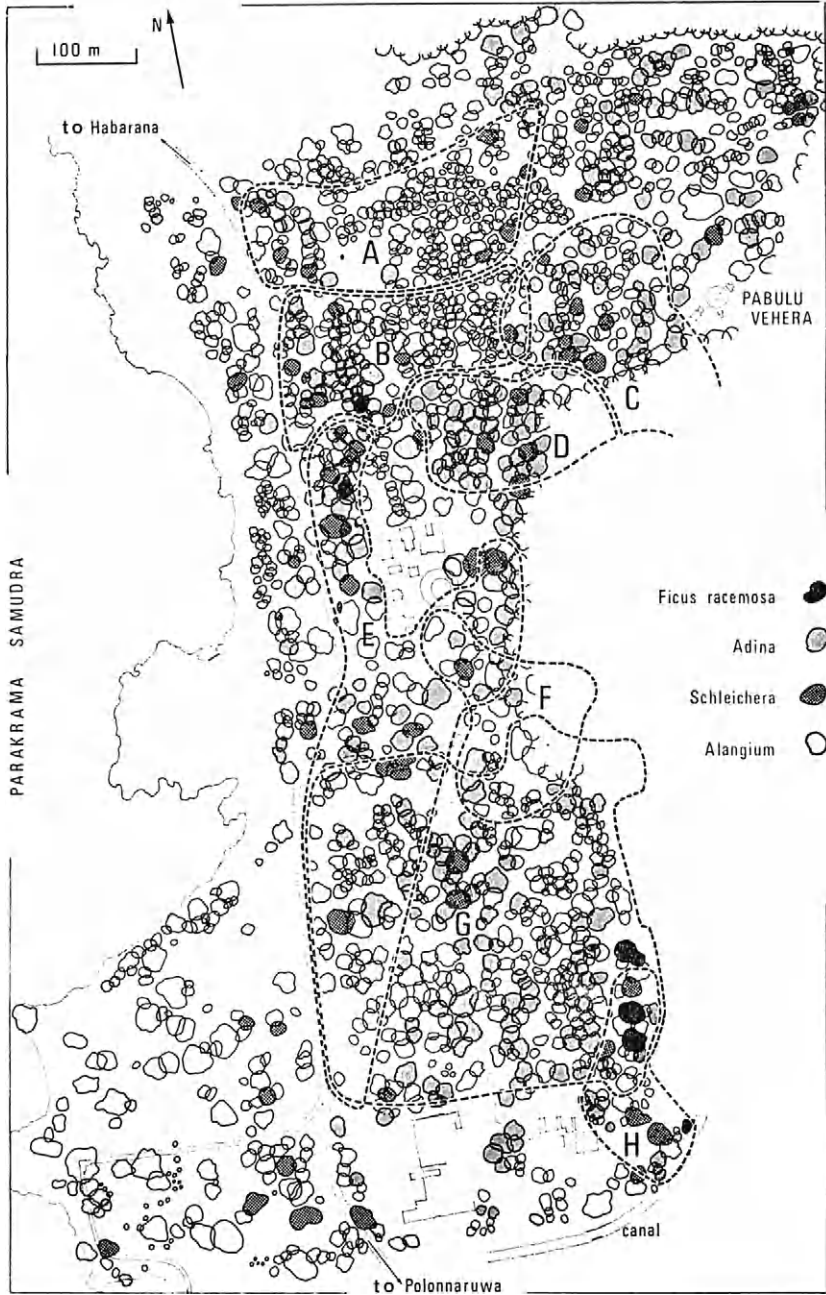 N
100 m
to Habarana
A
PABULU
VEHERA
B
C
D
PARAKRAMA SAMUDRA
Ficus racemosa
Adina
E
F
Schleichera
Alangium
G
H
canal
to Polonnaruwa